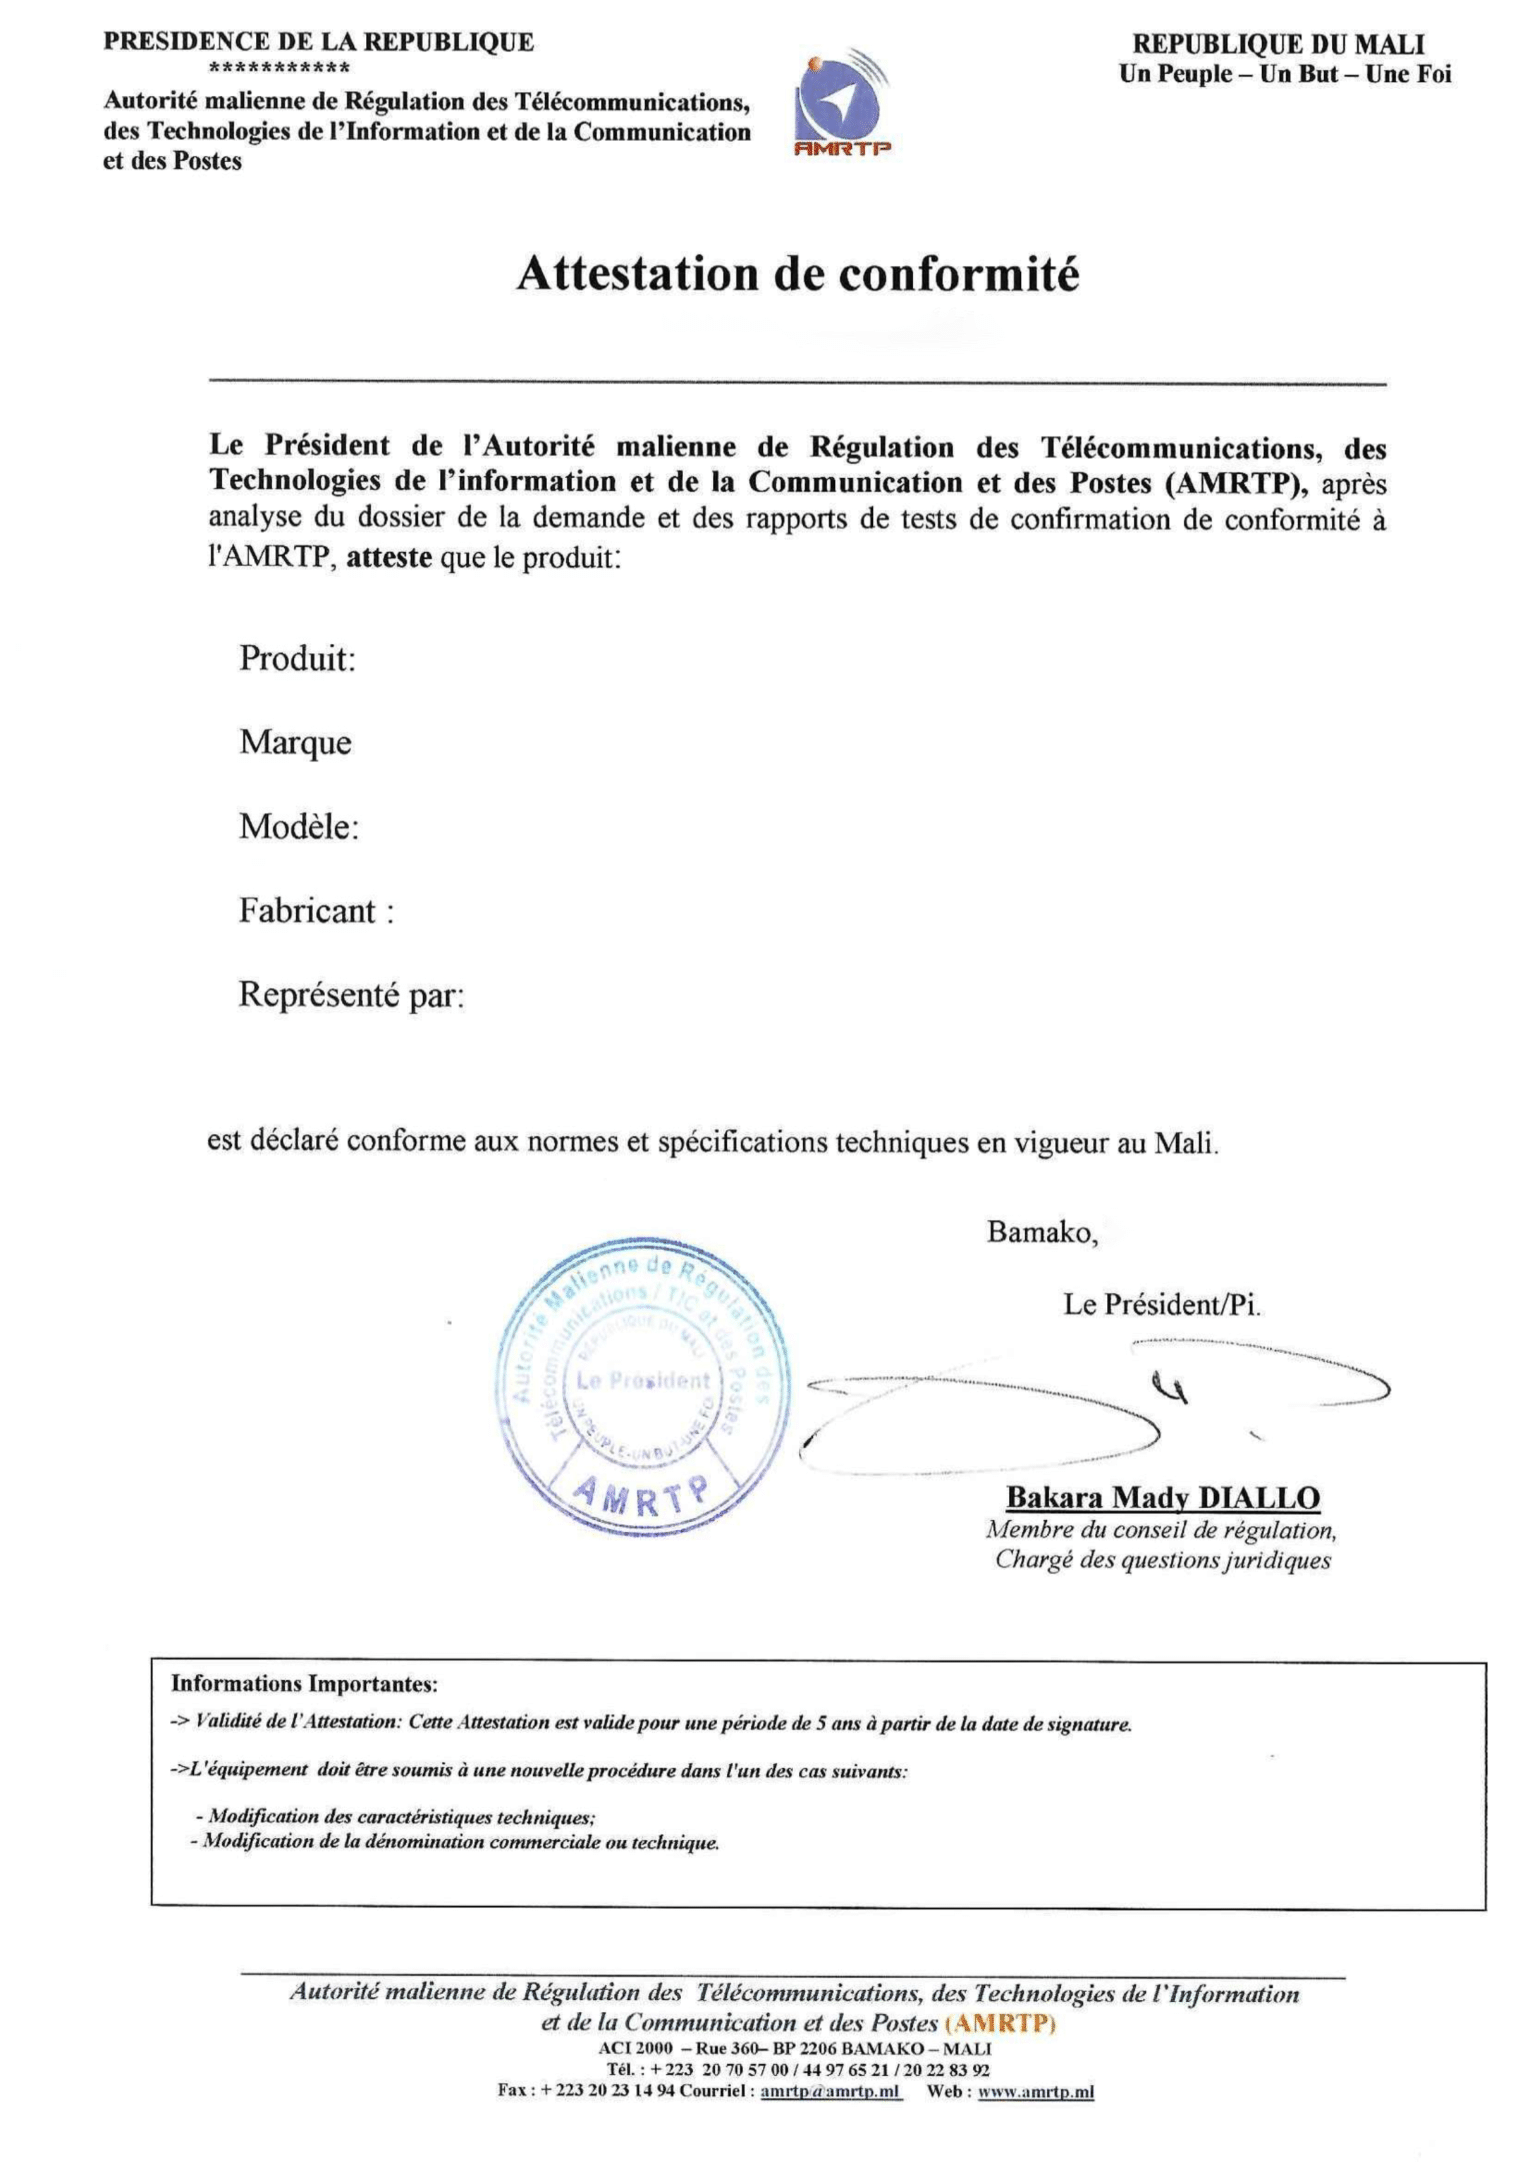 PRESIDENCE DE LA REPUBLIQUE
***********
Autorité malienne de Régulation des Télécommunications,
des Technologies de l'Information et de la Communication
et des Postes
AMRTP
REPUBLIQUE DU MALI
Un Peuple – Un But – Une Foi
Attestation de conformité
Le Président de l'Autorité malienne de Régulation des Télécommunications, des
Technologies de l'information et de la Communication et des Postes (AMRTP), après
analyse du dossier de la demande et des rapports de tests de confirmation de conformité à
l'AMRTP, atteste que le produit:
Produit:
Marque
Modèle:
Fabricant :
Représenté par:
est déclaré conforme aux normes et spécifications techniques en vigueur au Mali.
Bamako,
Le Président/Pi.
Autorité Malienne de Régulation des
Télécommunications / TIC et des Postes
REPUBLIQUE DU MALI
Le Président
UN PEUPLE-UN BUT-UNE FOI
AMRTP
Bakara Mady DIALLO
Membre du conseil de régulation,
Chargé des questions juridiques
Informations Importantes:
-> Validité de l'Attestation: Cette Attestation est valide pour une période de 5 ans à partir de la date de signature.
->L'équipement doit être soumis à une nouvelle procédure dans l'un des cas suivants:
- Modification des caractéristiques techniques;
- Modification de la dénomination commerciale ou technique.
Autorité malienne de Régulation des Télécommunications, des Technologies de l'Information
et de la Communication et des Postes (AMRTP)
ACI 2000 – Rue 360– BP 2206 BAMAKO – MALI
Tél. : + 223 20 70 57 00 / 44 97 65 21 / 20 22 83 92
Fax : + 223 20 23 14 94 Courriel : amrtp@amrtp.ml Web : www.amrtp.ml